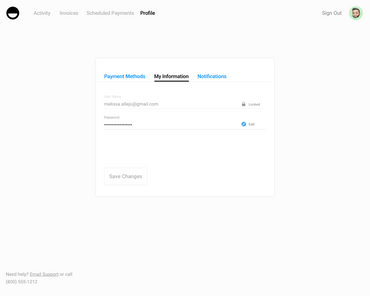 Activity Invoices Scheduled Payments Profile Sign Out
Payment Methods My Information Notifications
User Name
melissa.allejo@gmail.com Locked
Password
•••••••••••••••• Edit
Save Changes
Need help? Email Support or call
(800) 555-1212